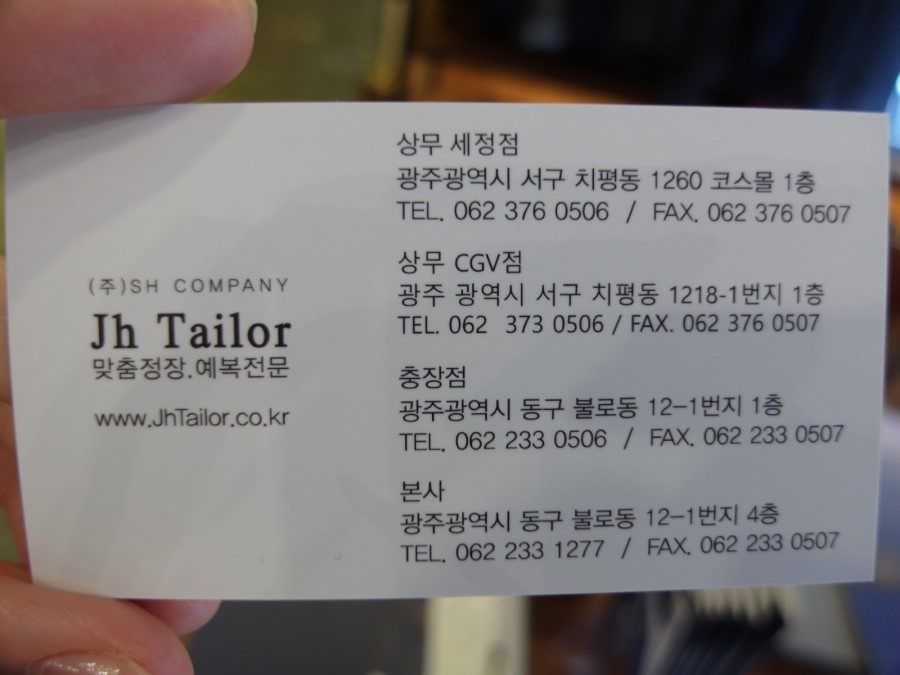 (주)SH COMPANY
Jh Tailor
맞춤정장.예복전문
www.JhTailor.co.kr
상무 세정점
광주광역시 서구 치평동 1260 코스몰 1층
TEL. 062 376 0506 / FAX. 062 376 0507
상무 CGV점
광주 광역시 서구 치평동 1218-1번지 1층
TEL. 062 373 0506 / FAX. 062 376 0507
충장점
광주광역시 동구 불로동 12-1번지 1층
TEL. 062 233 0506 / FAX. 062 233 0507
본사
광주광역시 동구 불로동 12-1번지 4층
TEL. 062 233 1277 / FAX. 062 233 0507